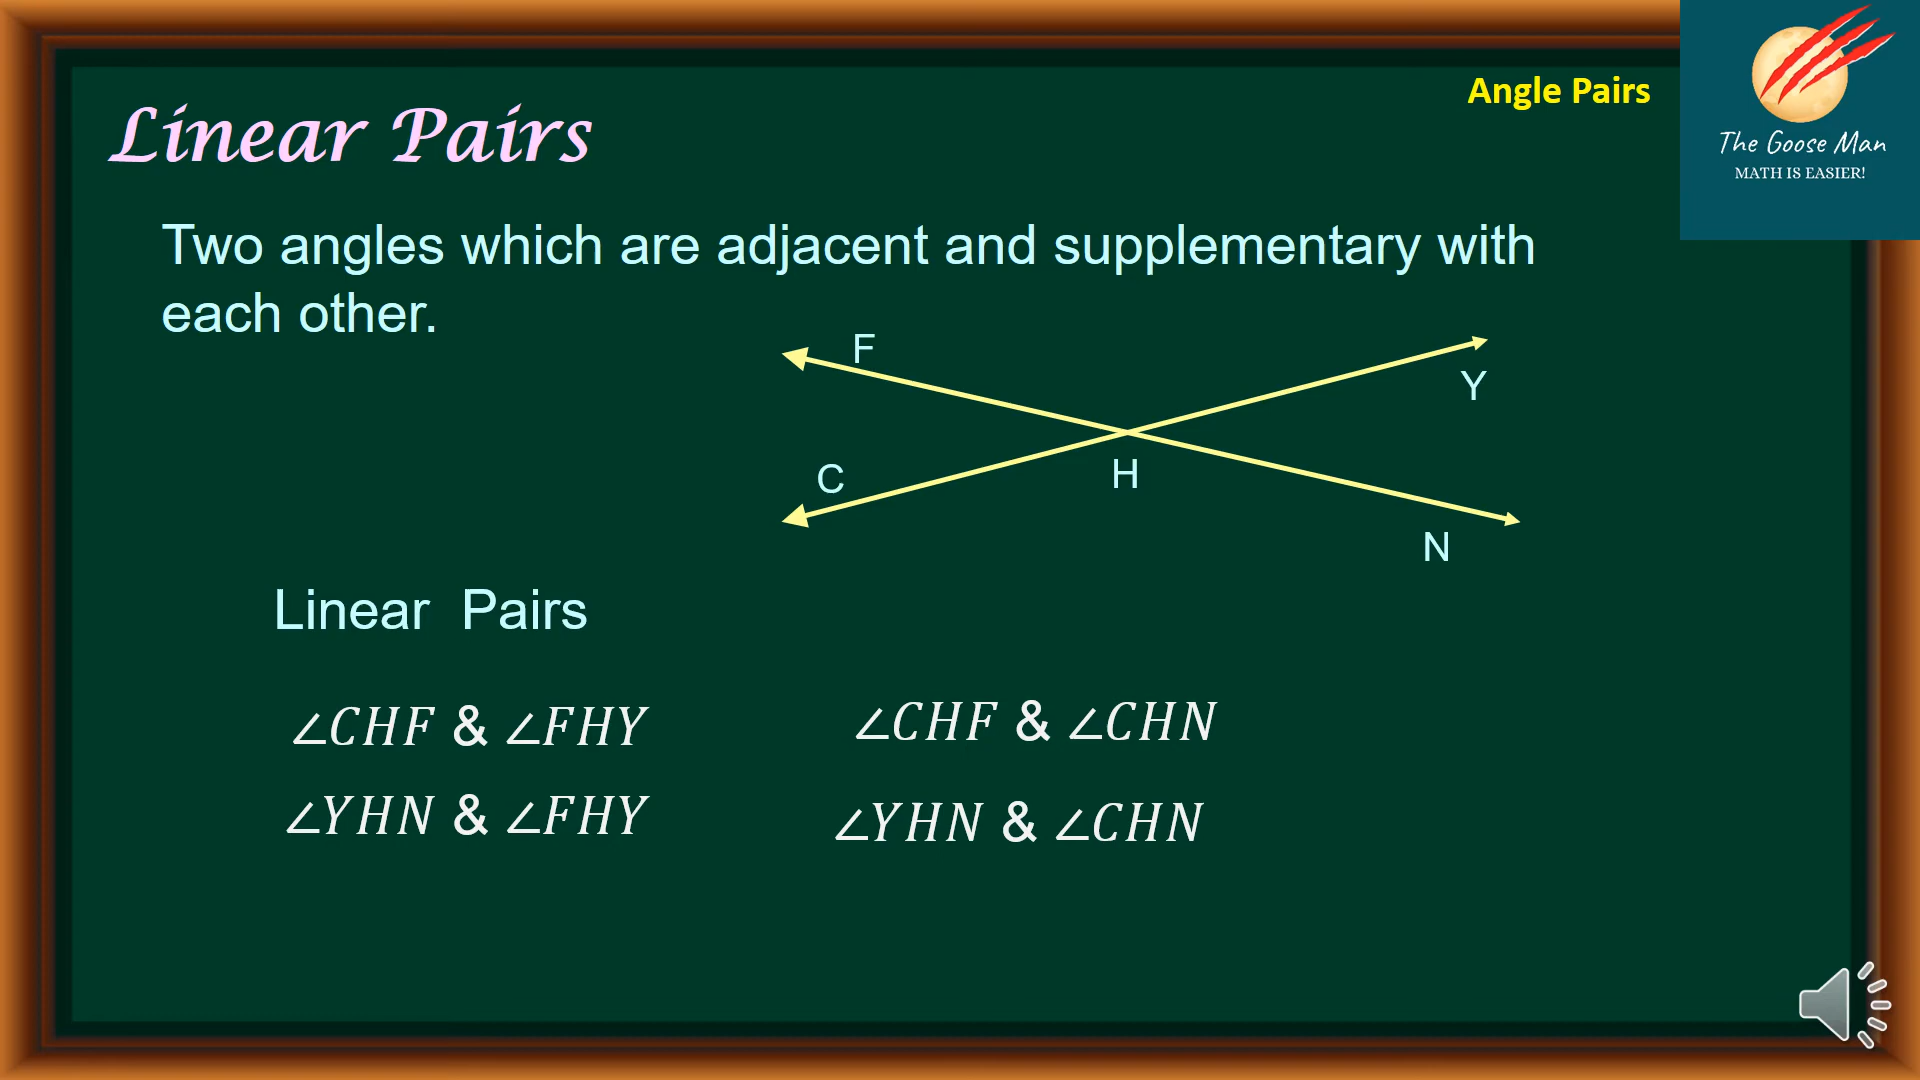 Linear Pairs
Angle Pairs
The Goose Man
MATH IS EASIER!
Two angles which are adjacent and supplementary with
each other.
F
Y
C
H
N
Linear Pairs
∠CHF & ∠FHY
∠CHF & ∠CHN
∠YHN & ∠FHY
∠YHN & ∠CHN